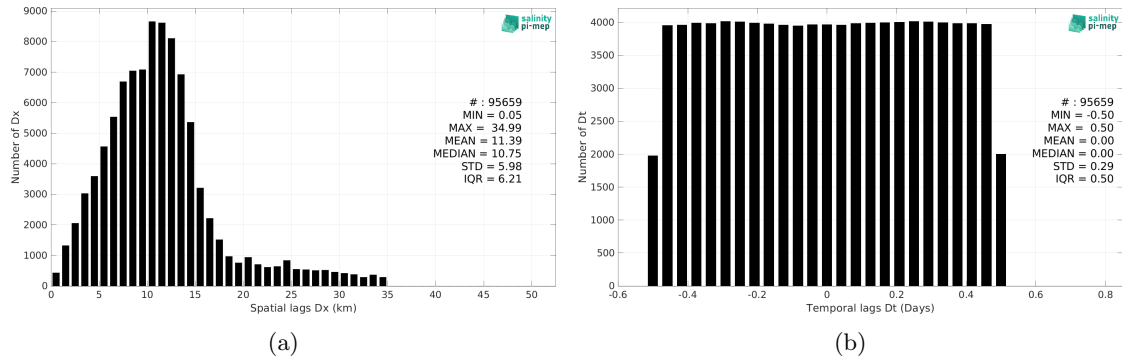 9000
8000
7000
6000
5000
4000
3000
2000
1000
0
Number of Dx
salinity
pi-mep
# : 95659
MIN = 0.05
MAX = 34.99
MEAN = 11.39
MEDIAN = 10.75
STD = 5.98
IQR = 6.21
0 5 10 15 20 25 30 35 40 45 50
Spatial lags Dx (km)
(a)
4000
3500
3000
2500
2000
1500
1000
500
0
Number of Dt
salinity
pi-mep
# : 95659
MIN = -0.50
MAX = 0.50
MEAN = 0.00
MEDIAN = 0.00
STD = 0.29
IQR = 0.50
-0.6 -0.4 -0.2 0 0.2 0.4 0.6 0.8
Temporal lags Dt (Days)
(b)